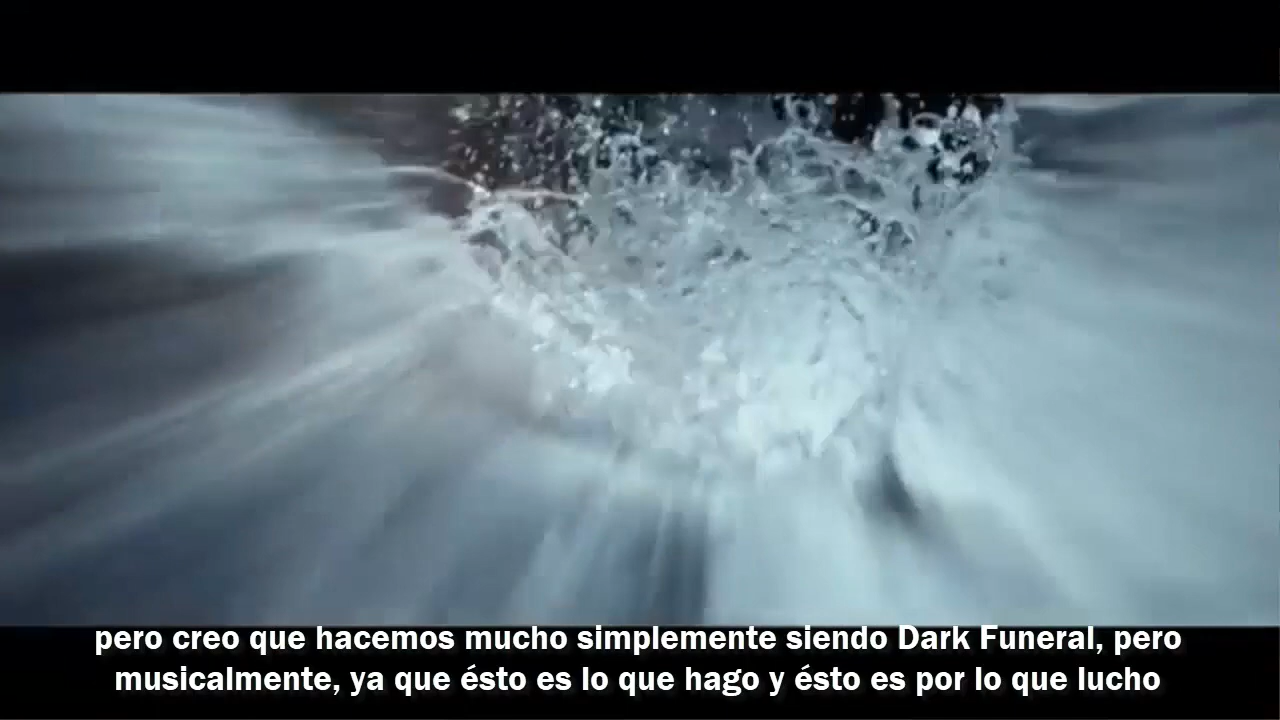 pero creo que hacemos mucho simplemente siendo Dark Funeral, pero
musicalmente, ya que ésto es lo que hago y ésto es por lo que lucho